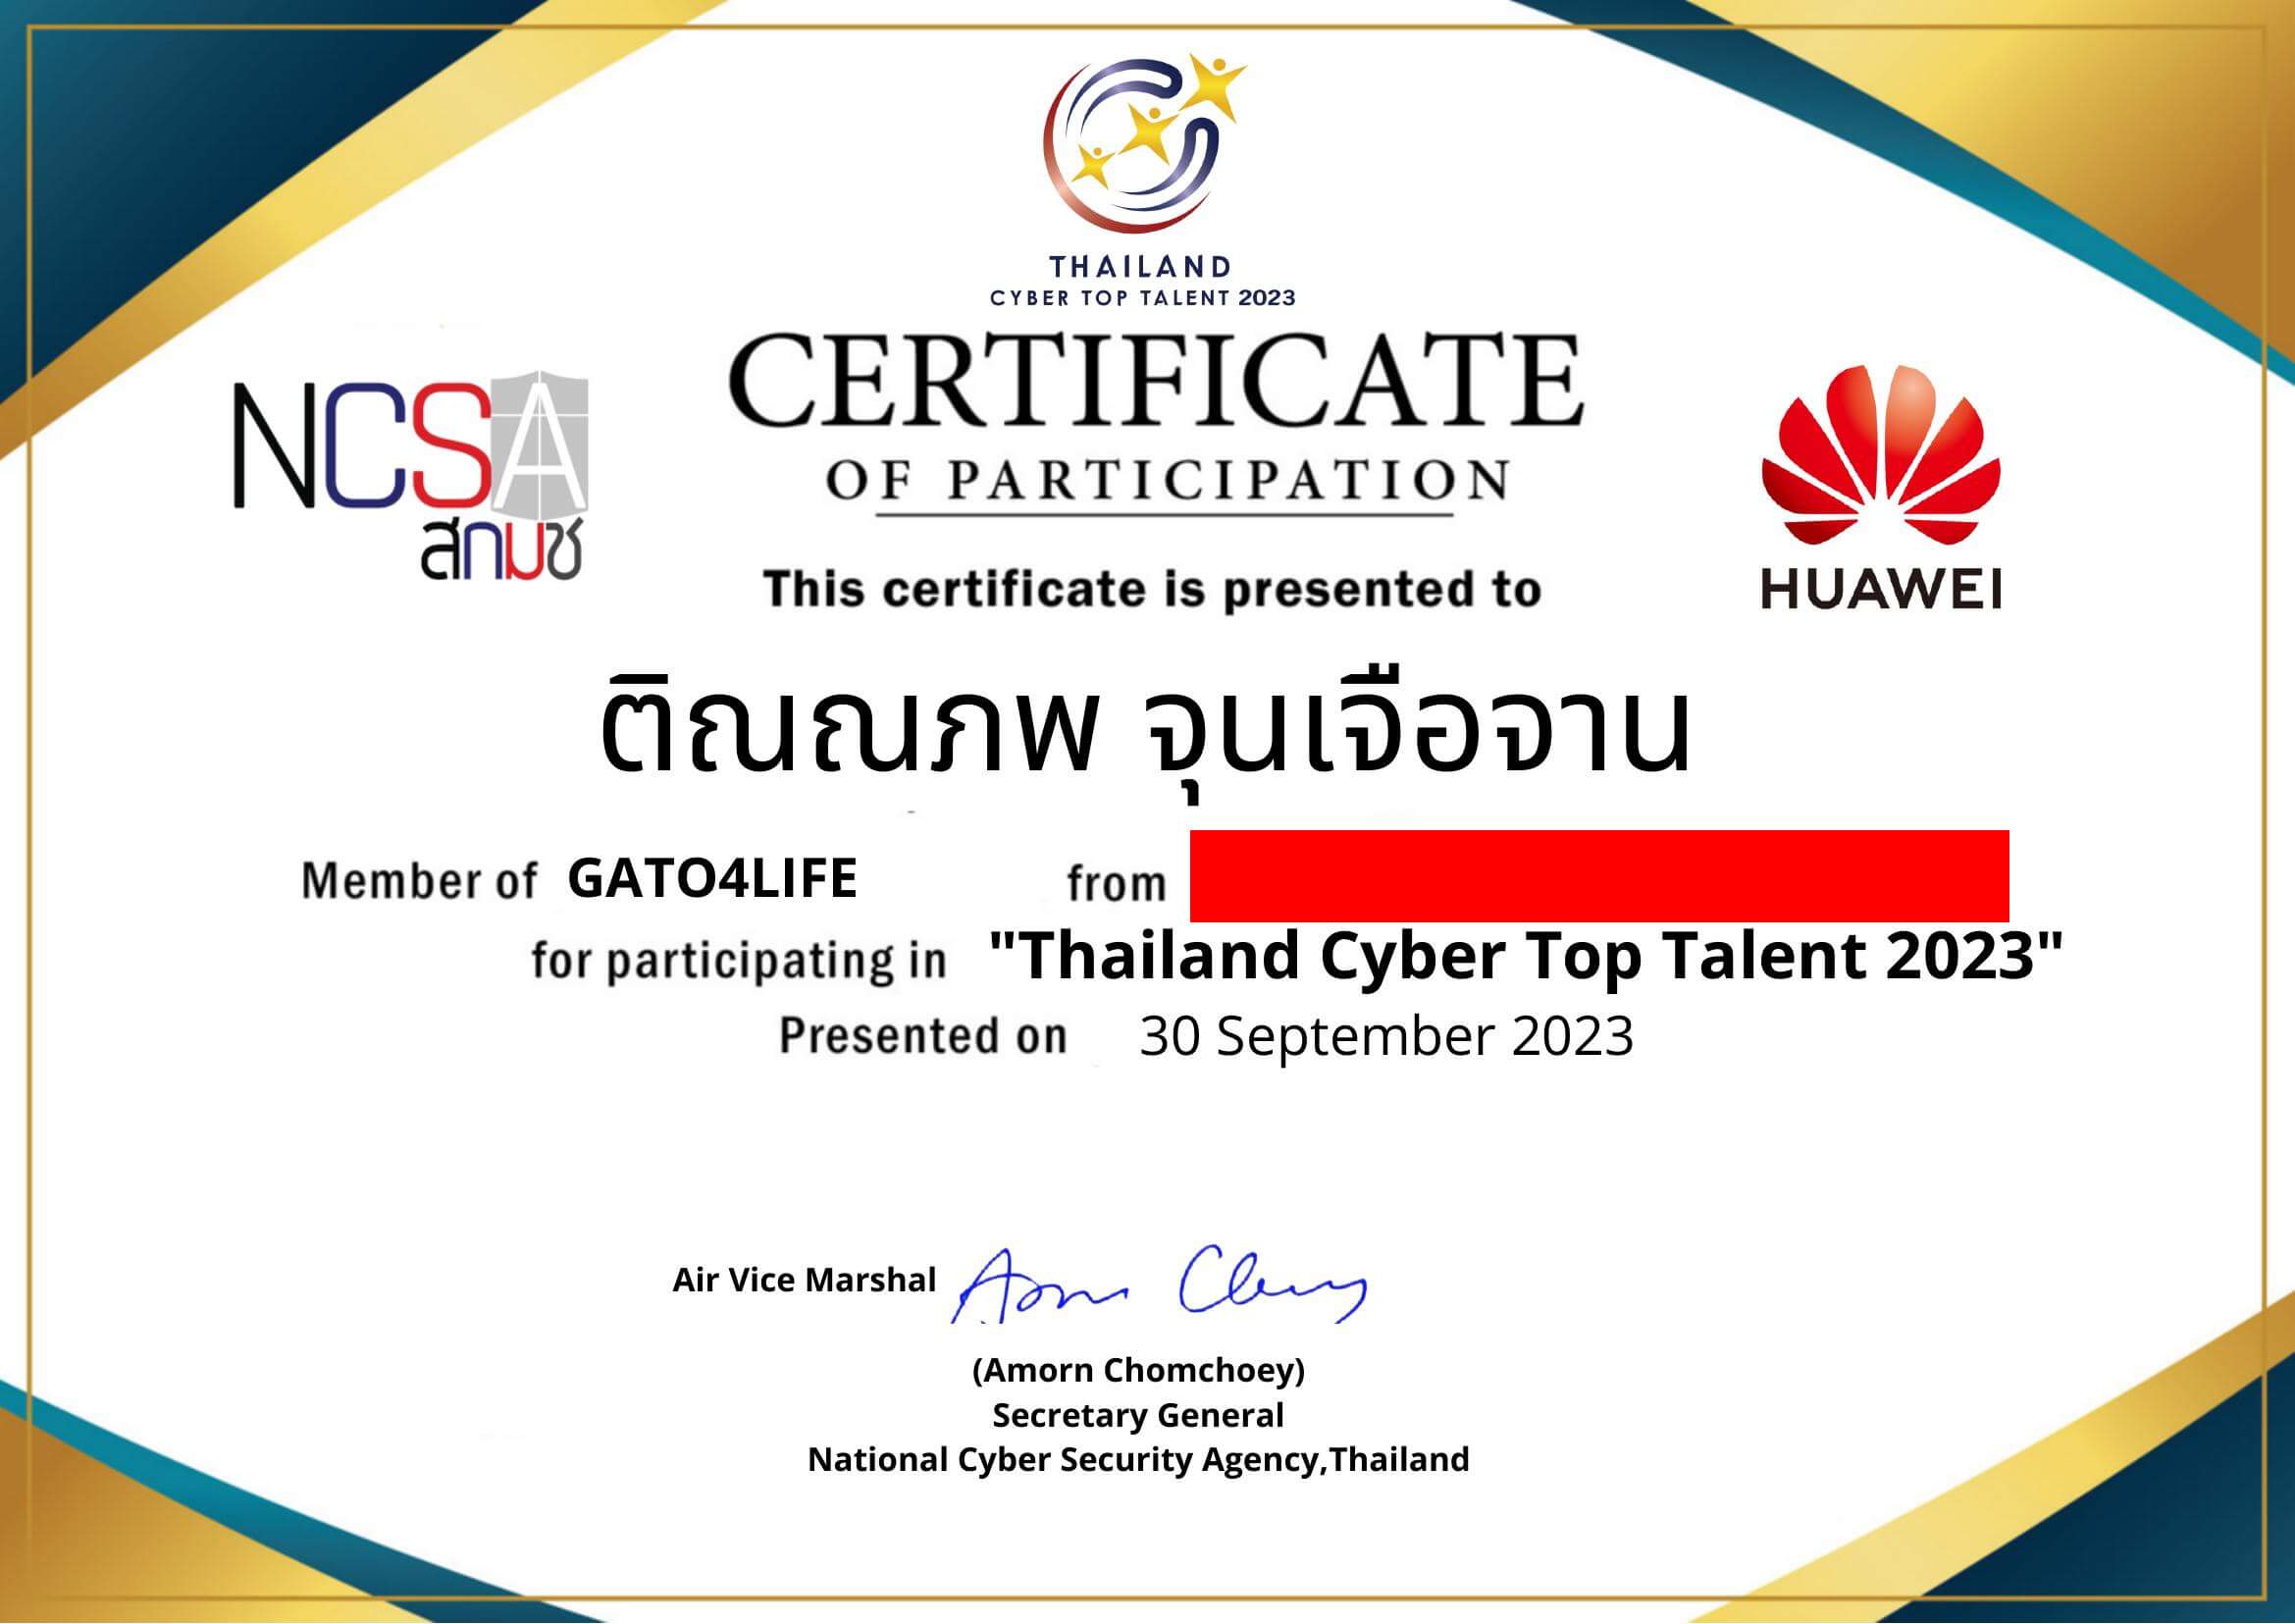 THAILAND
CYBER TOP TALENT 2023
CERTIFICATE
OF PARTICIPATION
NCSA
สกมช
HUAWEI
This certificate is presented to
ติณณภพ จุนเจือจาน
Member of GATO4LIFE from
for participating in "Thailand Cyber Top Talent 2023"
Presented on 30 September 2023
Air Vice Marshal
(Amorn Chomchoey)
Secretary General
National Cyber Security Agency,Thailand